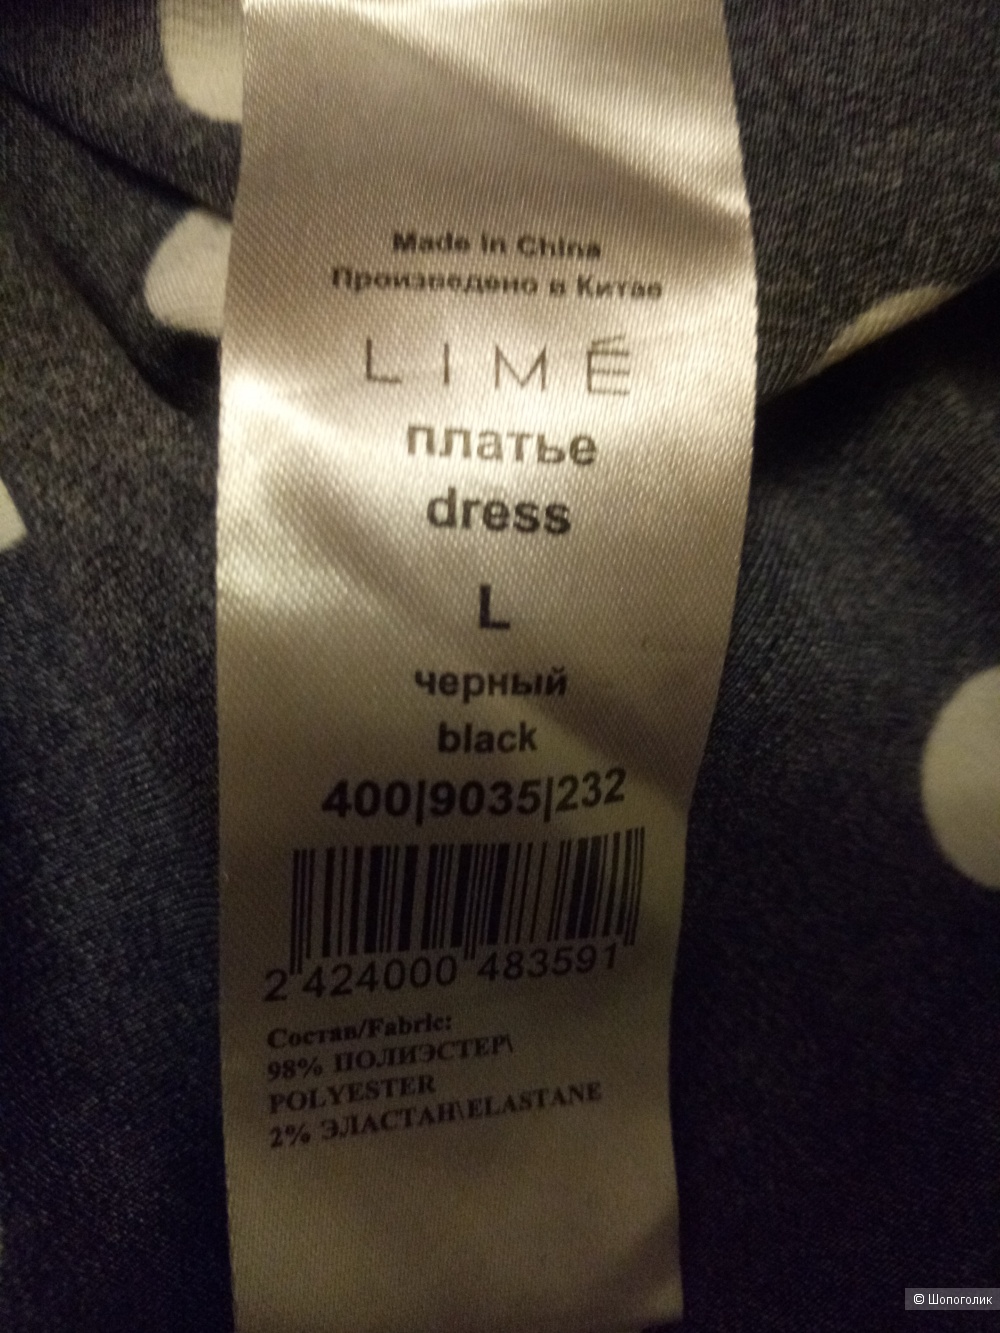 Made in China
Произведено в Китае
LIMÉ
платье
dress
L
черный
black
400|9035|232
2 424000 483591
Состав/Fabric:
98% ПОЛИЭСТЕР\
POLYESTER
2% ЭЛАСТАН\ELASTANE
© Шопоголик